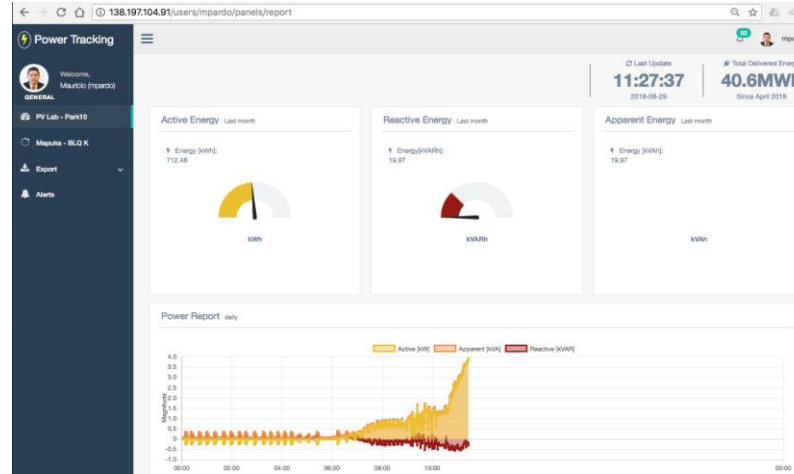 138.197.104.91/users/mpardo/panels/report
Power Tracking
Welcome,
Mauricio (mpardo)
GENERAL
PV Lab - Park10
Mapuka - BLQ K
Export
Alerts
Last Update
11:27:37
2018-08-29
Total Delivered Energ
40.6MWh
Since April 2018
Active Energy Last month
Energy [kWh]:
712.48
kWh
Reactive Energy Last month
Energy[kVARh]:
19.97
kVARh
Apparent Energy Last month
Energy [kVAh]:
19.97
kVAh
Power Report daily
Active [kW] Apparent [kVA] Reactive [kVAR]
Magnitude
4.0
3.5
3.0
2.5
2.0
1.5
1.0
0.5
0
-0.5
-1.0
00:00 02:00 04:00 06:00 08:00 10:00 00:00